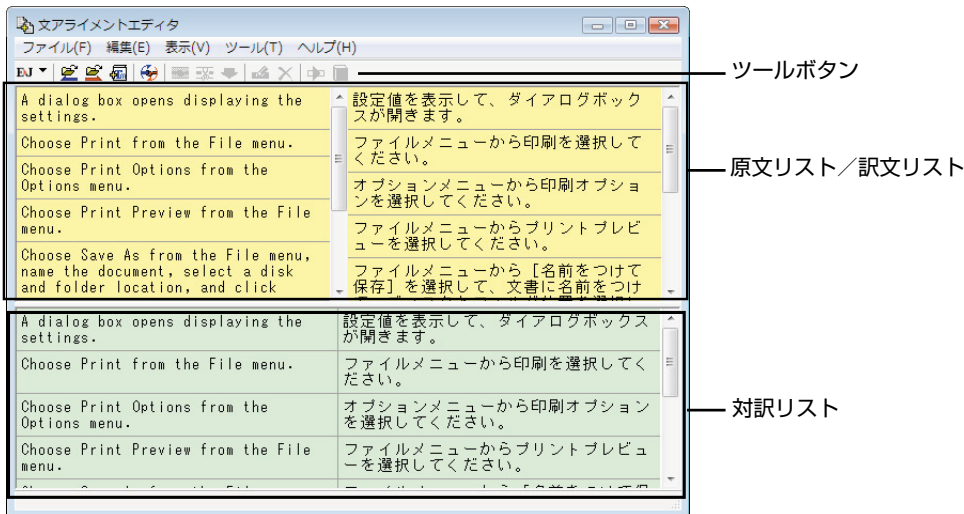 文アライメントエディタ
ファイル(F) 編集(E) 表示(V) ツール(T) ヘルプ(H)
EJ
ツールボタン
A dialog box opens displaying the
settings.
Choose Print from the File menu.
Choose Print Options from the
Options menu.
Choose Print Preview from the File
menu.
Choose Save As from the File menu,
name the document, select a disk
and folder location, and click
設定値を表示して、ダイアログボック
スが開きます。
ファイルメニューから印刷を選択して
ください。
オプションメニューから印刷オプショ
ンを選択してください。
ファイルメニューからプリントプレビ
ューを選択してください。
ファイルメニューから［名前をつけて
保存］を選択して、文書に名前をつけ
原文リスト／訳文リスト
A dialog box opens displaying the
settings.
設定値を表示して、ダイアログボックス
が開きます。
Choose Print from the File menu.
ファイルメニューから印刷を選択してく
ださい。
Choose Print Options from the
Options menu.
オプションメニューから印刷オプション
を選択してください。
Choose Print Preview from the File
menu.
ファイルメニューからプリントプレビュ
ーを選択してください。
対訳リスト